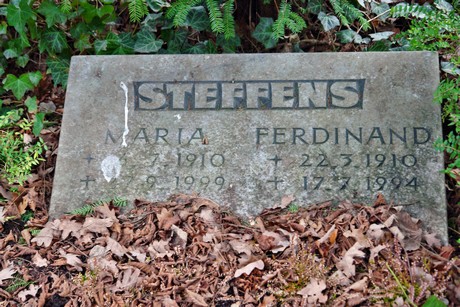 STEFFENS
MARIA FERDINAND
7. 1910 + 22.3.1910
+ 9. 1999 + 17.7.1994